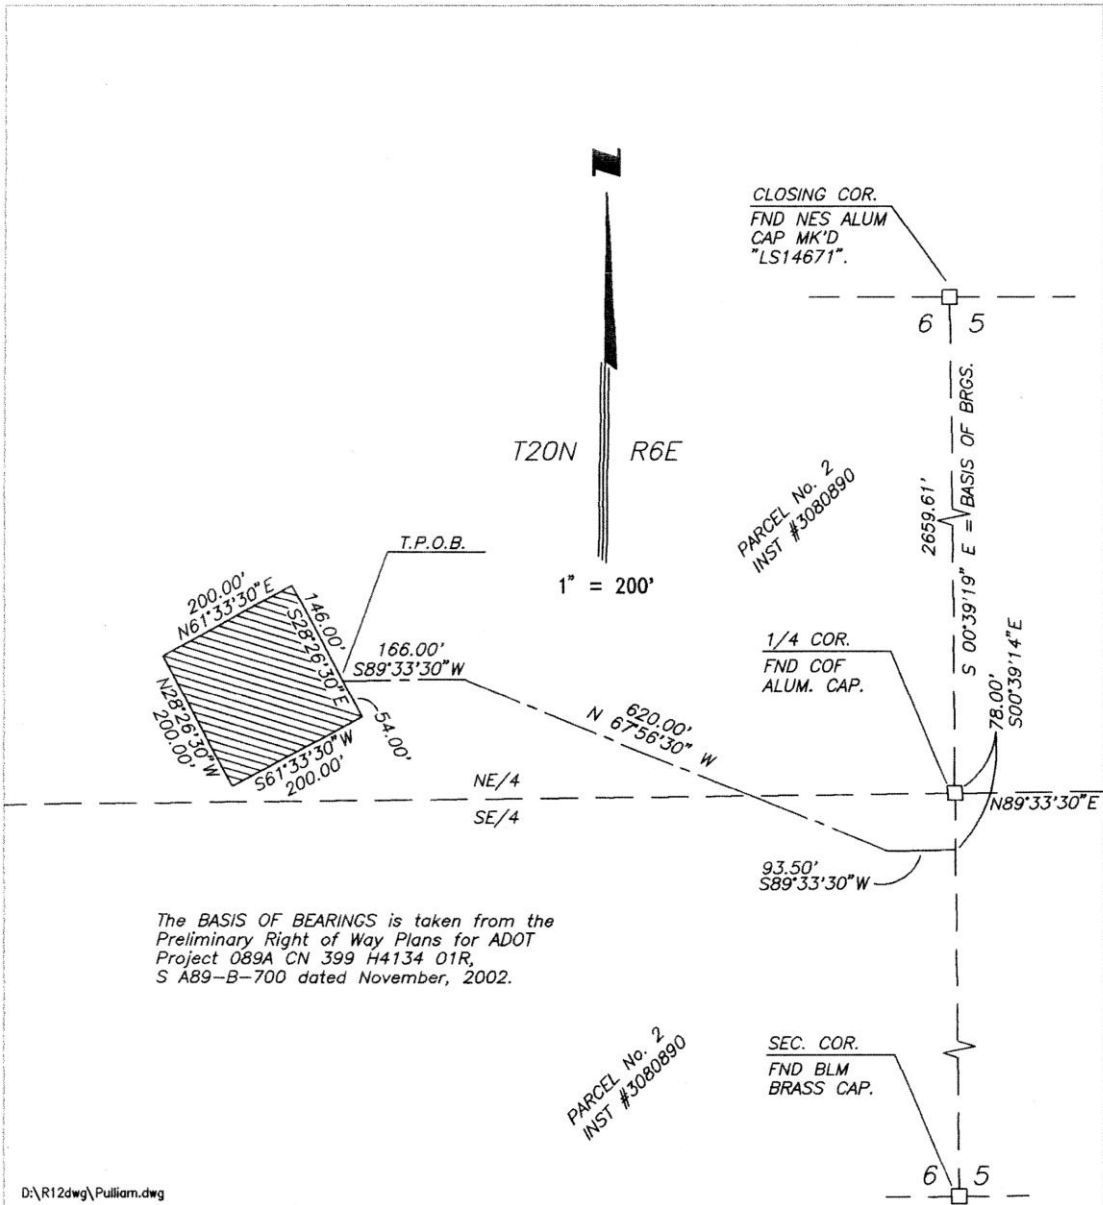 CLOSING COR.
FND NES ALUM
CAP MK'D
"LS14671".
6 5
2659.61'
S 00°39'19" E = BASIS OF BRGS.
T20N R6E
PARCEL No. 2
INST #3080890
1" = 200'
T.P.O.B.
200.00'
N61°33'30"E
146.00'
S28°26'30"E
166.00'
S89°33'30"W
N28°26'30"W
200.00'
54.00'
S61°33'30"W
200.00'
620.00'
N 67°56'30" W
1/4 COR.
FND COF
ALUM. CAP.
78.00'
S00°39'14"E
NE/4
SE/4
N89°33'30"E
93.50'
S89°33'30"W
The BASIS OF BEARINGS is taken from the
Preliminary Right of Way Plans for ADOT
Project 089A CN 399 H4134 01R,
S A89-B-700 dated November, 2002.
PARCEL No. 2
INST #3080890
SEC. COR.
FND BLM
BRASS CAP.
6 5
D:\R12dwg\Pulliam.dwg